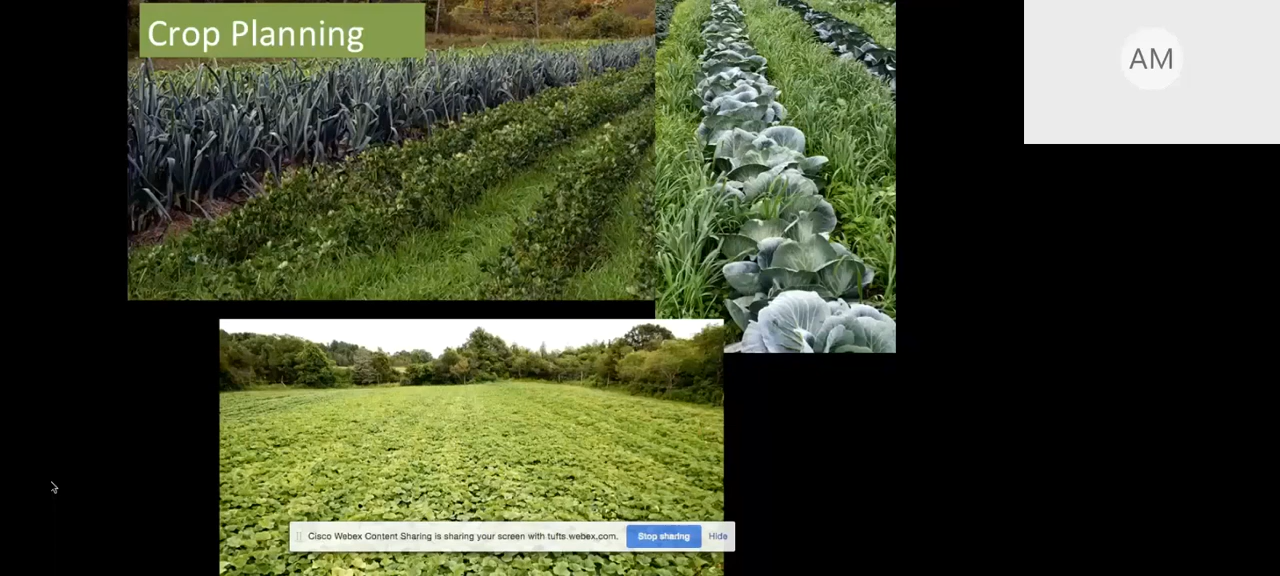 Crop Planning
AM
Cisco Webex Content Sharing is sharing your screen with tufts.webex.com.
Stop sharing
Hide